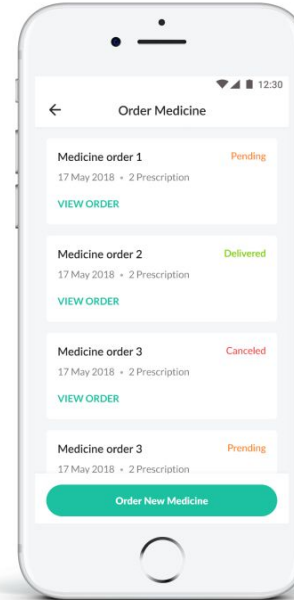 12:30
Order Medicine
Medicine order 1 Pending
17 May 2018 • 2 Prescription
VIEW ORDER
Medicine order 2 Delivered
17 May 2018 • 2 Prescription
VIEW ORDER
Medicine order 3 Canceled
17 May 2018 • 2 Prescription
VIEW ORDER
Medicine order 3 Prending
17 May 2018 • 2 Prescription
Order New Medicine